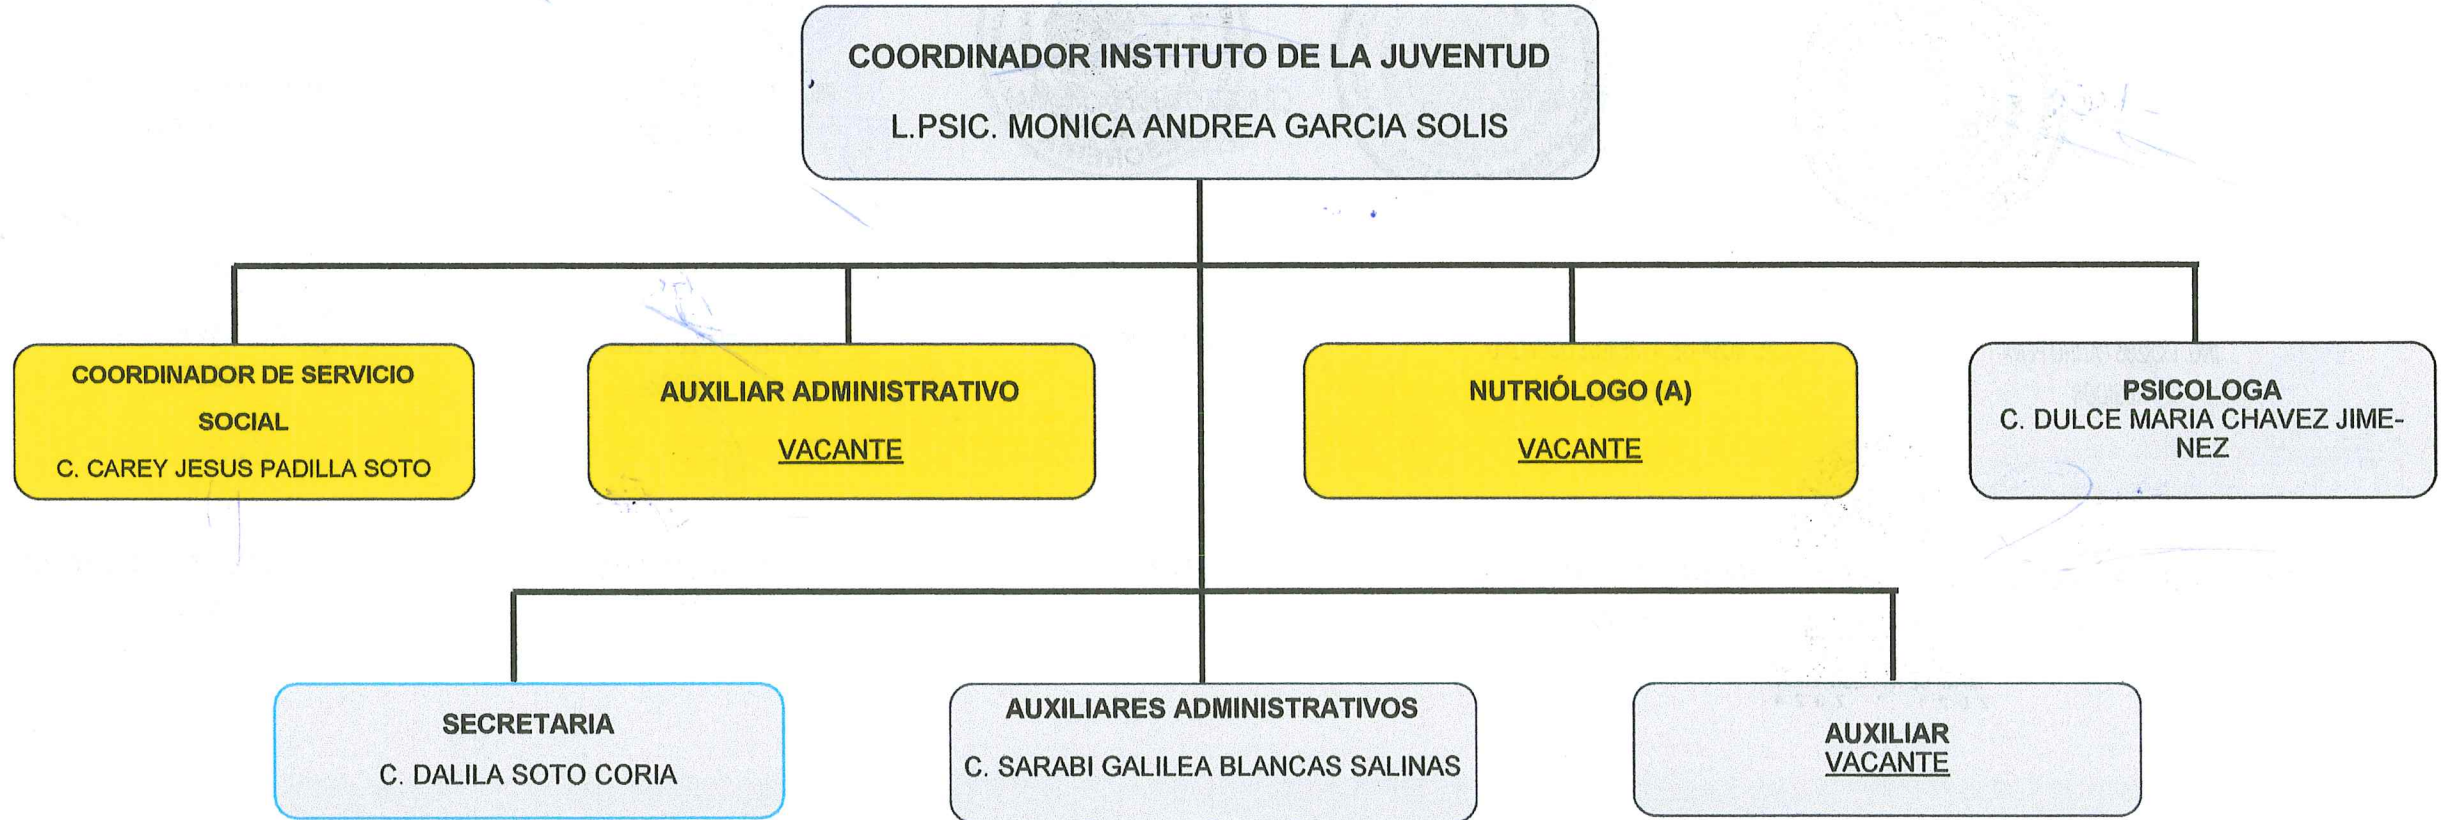 COORDINADOR INSTITUTO DE LA JUVENTUD
L.PSIC. MONICA ANDREA GARCIA SOLIS
COORDINADOR DE SERVICIO
SOCIAL
C. CAREY JESUS PADILLA SOTO
AUXILIAR ADMINISTRATIVO
VACANTE
NUTRIÓLOGO (A)
VACANTE
PSICOLOGA
C. DULCE MARIA CHAVEZ JIME-
NEZ
SECRETARIA
C. DALILA SOTO CORIA
AUXILIARES ADMINISTRATIVOS
C. SARABI GALILEA BLANCAS SALINAS
AUXILIAR
VACANTE